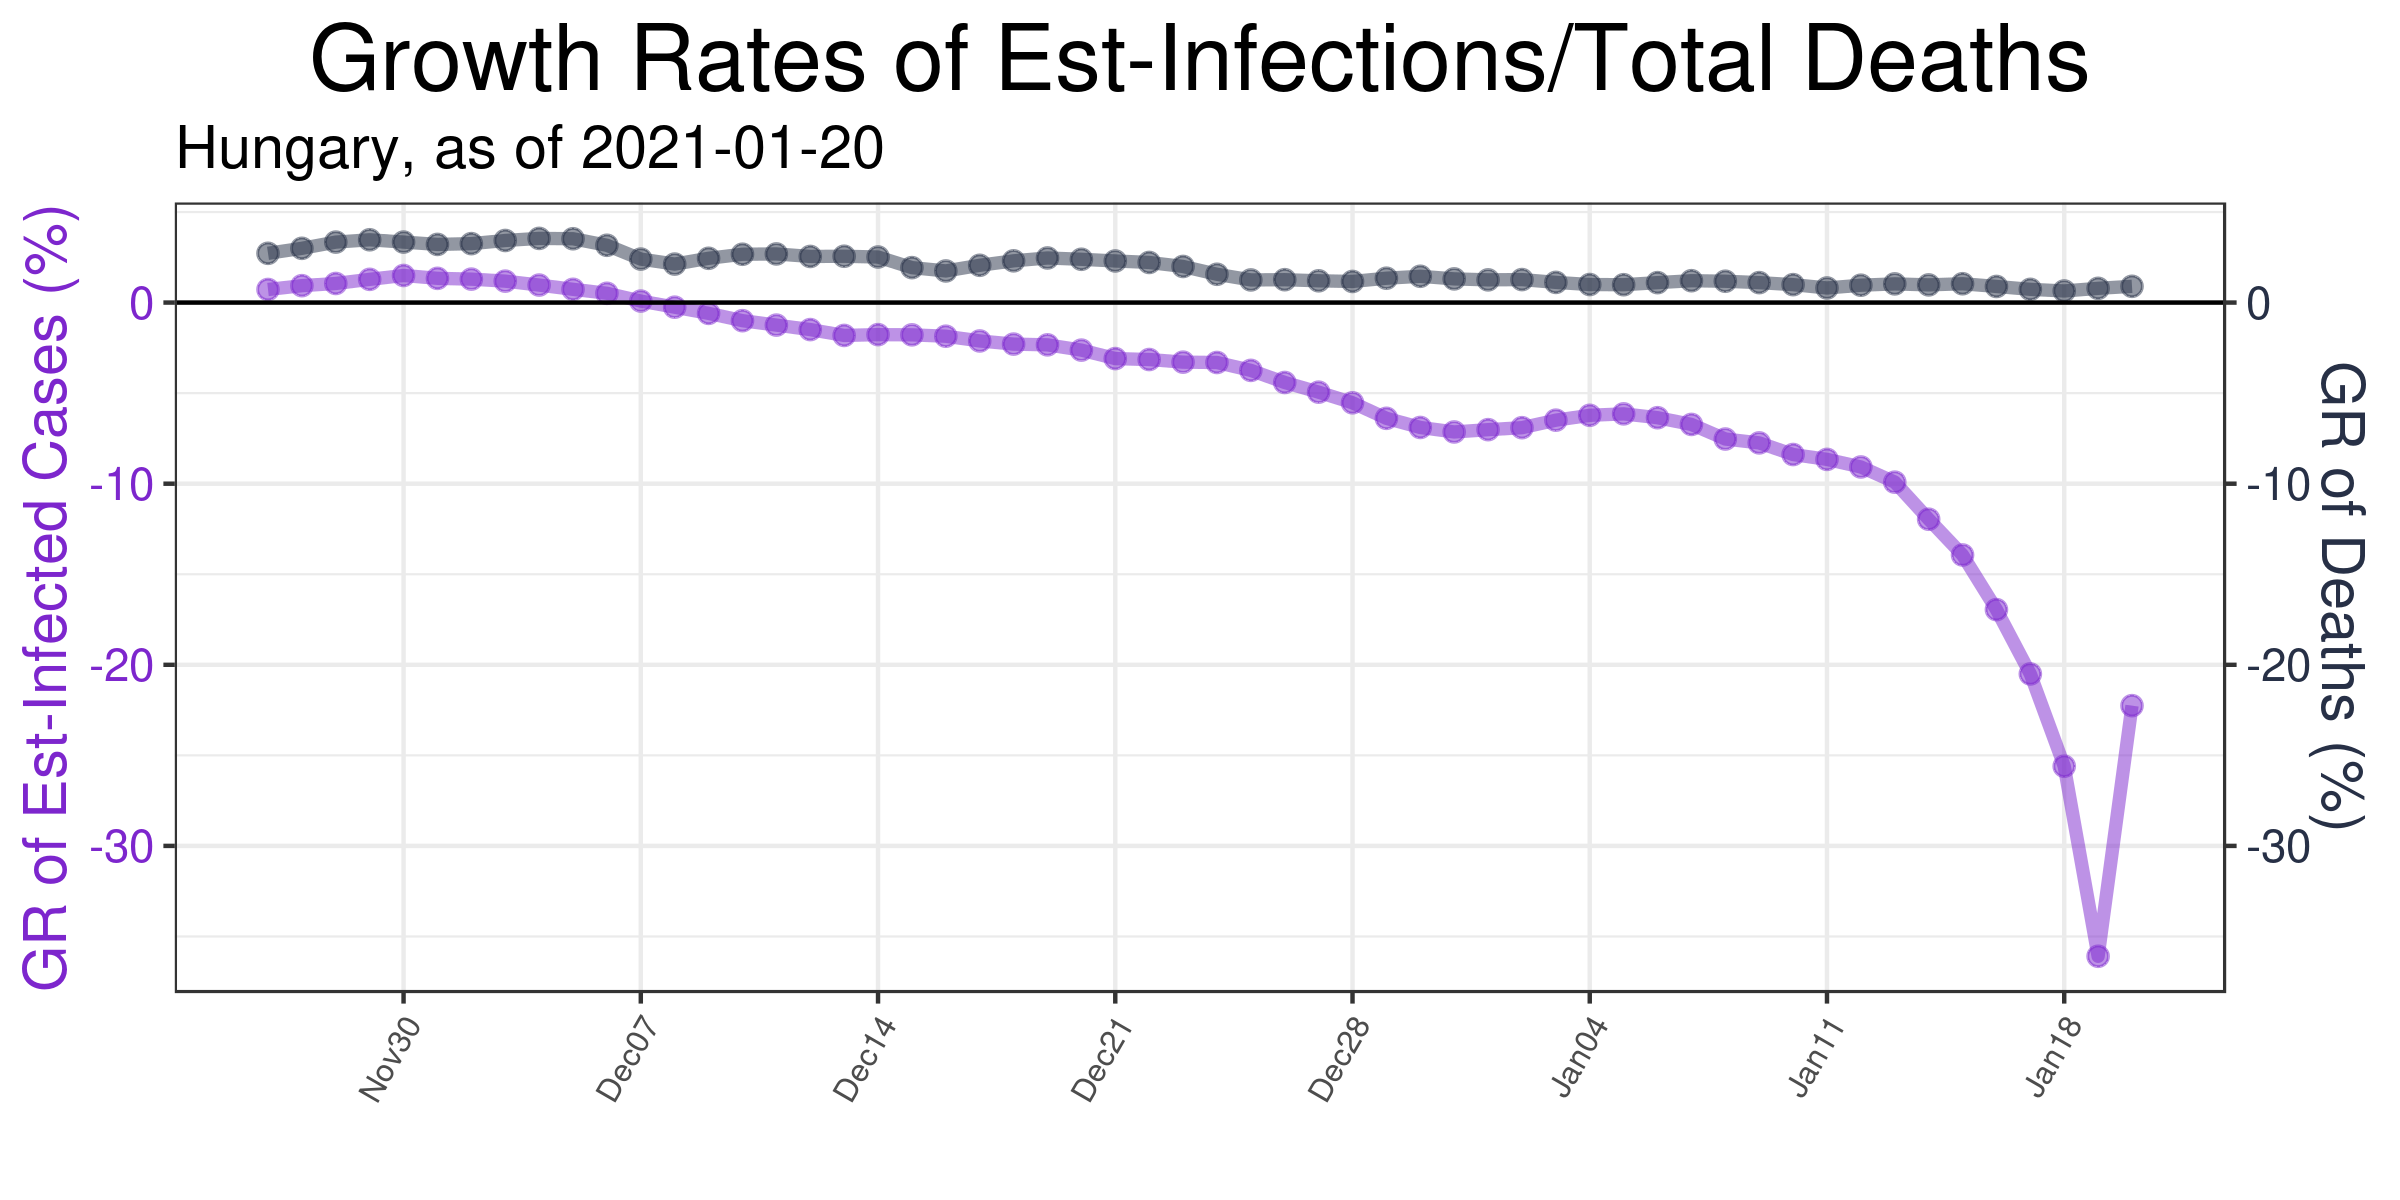 Growth Rates of Est-Infections/Total Deaths
Hungary, as of 2021-01-20
GR of Est-Infected Cases (%)
0
-10
-20
-30
0
-10
-20
-30
GR of Deaths (%)
Nov30
Dec07
Dec14
Dec21
Dec28
Jan04
Jan11
Jan18